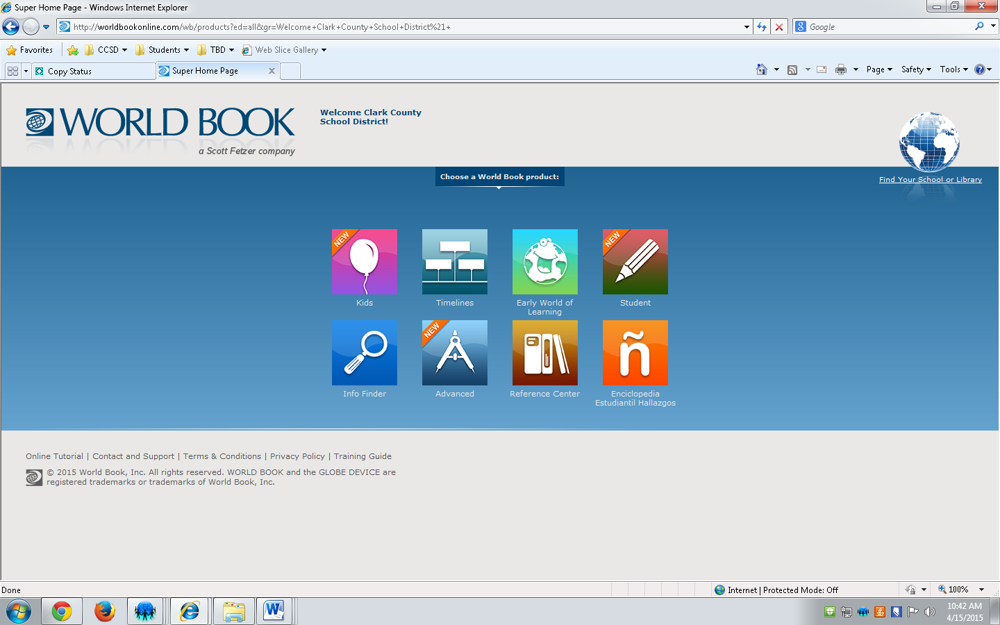 Super Home Page - Windows Internet Explorer
http://worldbookonline.com/wb/products?ed=all&gr=Welcome+Clark+County+School+District%21+
Google
Favorites
CCSD
Students
TBD
Web Slice Gallery
Copy Status
Super Home Page
Page
Safety
Tools
WORLD BOOK
a Scott Fetzer company
Welcome Clark County
School District!
Choose a World Book product:
Find Your School or Library
NEW
Kids
Timelines
Early World of
Learning
NEW
Student
Info Finder
NEW
Advanced
Reference Center
ñ
Enciclopedia
Estudiantil Hallazgos
Online Tutorial | Contact and Support | Terms & Conditions | Privacy Policy | Training Guide
© 2015 World Book, Inc. All rights reserved. WORLD BOOK and the GLOBE DEVICE are
registered trademarks or trademarks of World Book, Inc.
Done
Internet | Protected Mode: Off
100%
10:42 AM
4/15/2015